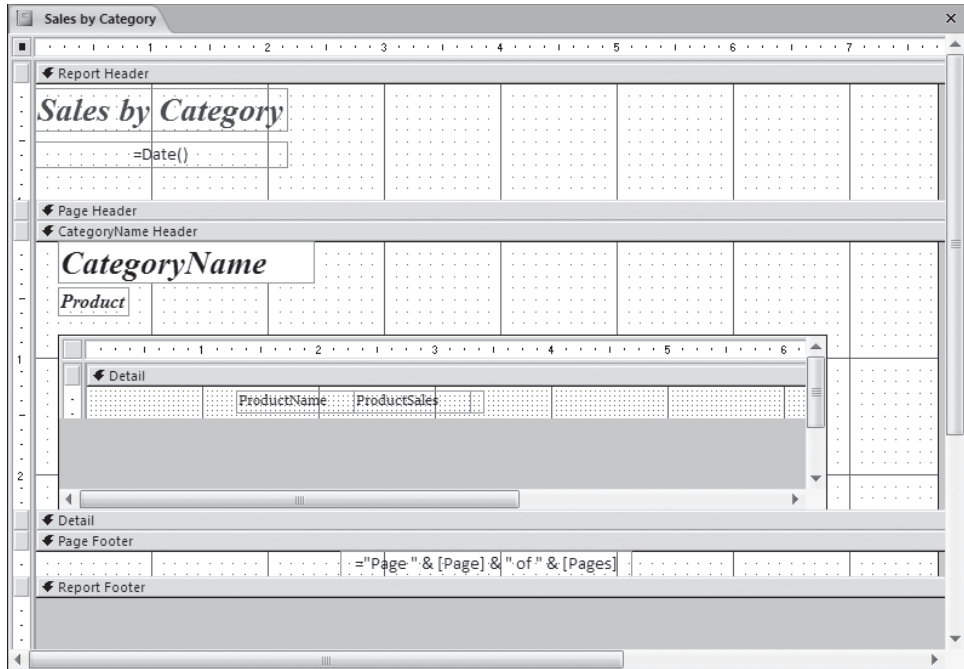 Sales by Category
1 2 3 4 5 6 7
Report Header
Sales by Category
=Date()
Page Header
CategoryName Header
CategoryName
Product
1 2 3 4 5 6
Detail
ProductName ProductSales
1
2
Detail
Page Footer
="Page " & [Page] & " of " & [Pages]
Report Footer